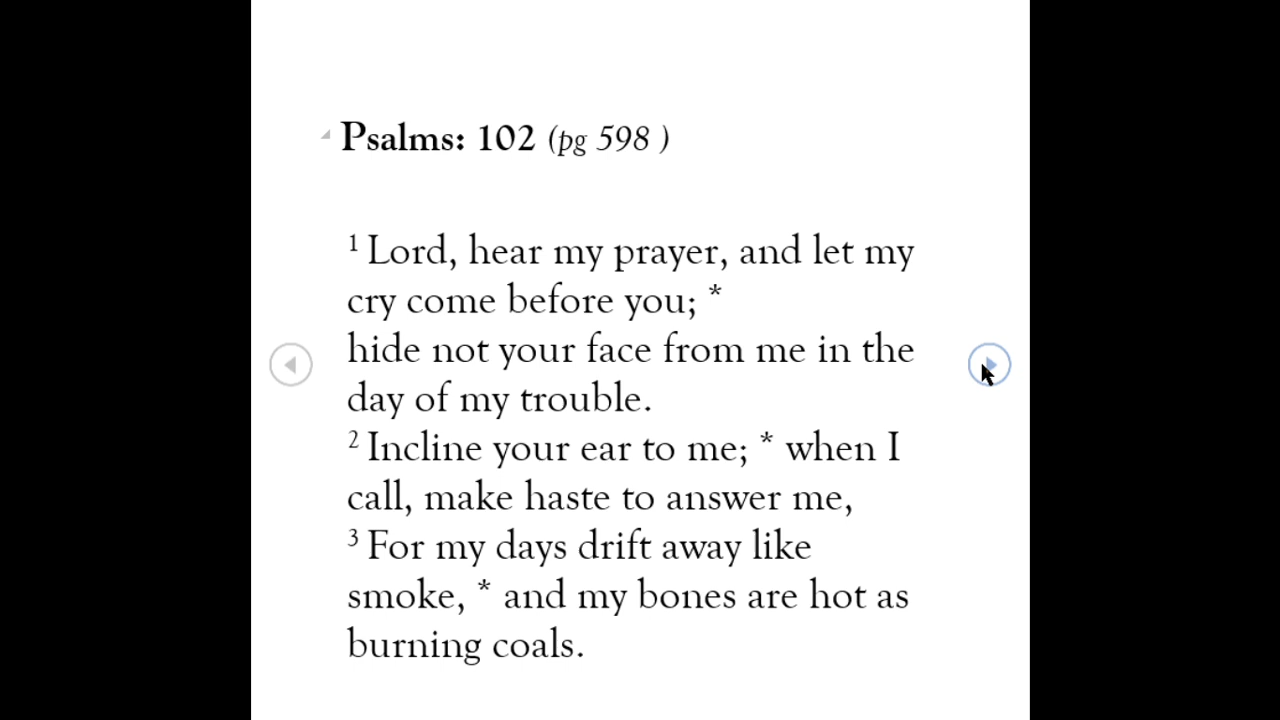 Psalms: 102 (pg 598 )
1 Lord, hear my prayer, and let my
cry come before you; *
hide not your face from me in the
day of my trouble.
2 Incline your ear to me; * when I
call, make haste to answer me,
3 For my days drift away like
smoke, * and my bones are hot as
burning coals.